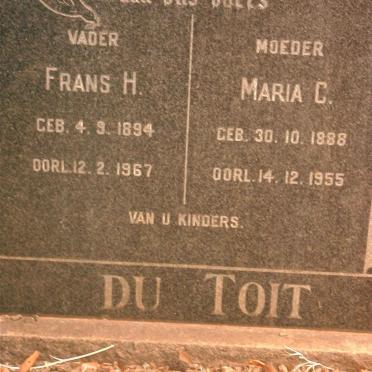 VADER
FRANS H.
GEB. 4. 9. 1894
OORL. 12. 2. 1967
MOEDER
MARIA C.
GEB. 30. 10. 1888
OORL. 14. 12. 1955
VAN U KINDERS.
DU TOIT